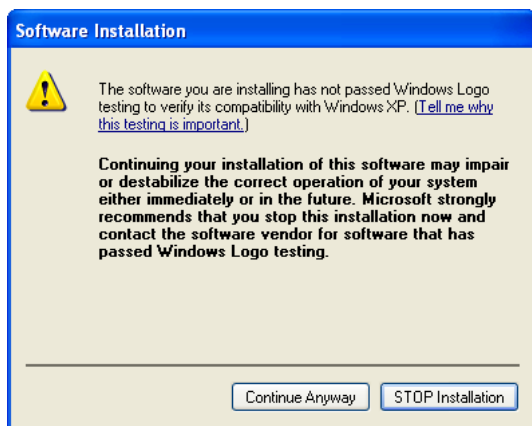 Software Installation
The software you are installing has not passed Windows Logo
testing to verify its compatibility with Windows XP. (Tell me why
this testing is important.)
Continuing your installation of this software may impair
or destabilize the correct operation of your system
either immediately or in the future. Microsoft strongly
recommends that you stop this installation now and
contact the software vendor for software that has
passed Windows Logo testing.
Continue Anyway
STOP Installation